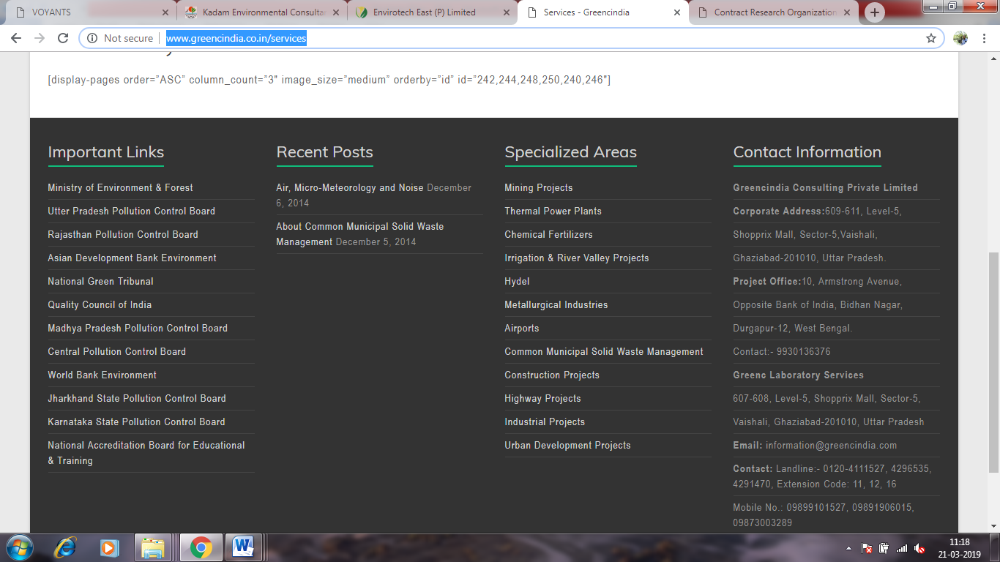 VOYANTS
Kadam Environmental Consultan
Envirotech East (P) Limited
Services - Greencindia
Contract Research Organization
Not secure
www.greencindia.co.in/services
[display-pages order="ASC" column_count="3" image_size="medium" orderby="id" id="242,244,248,250,240,246"]
Important Links
Ministry of Environment & Forest
Utter Pradesh Pollution Control Board
Rajasthan Pollution Control Board
Asian Development Bank Environment
National Green Tribunal
Quality Council of India
Madhya Pradesh Pollution Control Board
Central Pollution Control Board
World Bank Environment
Jharkhand State Pollution Control Board
Karnataka State Pollution Control Board
National Accreditation Board for Educational
& Training
Recent Posts
Air, Micro-Meteorology and Noise December
6, 2014
About Common Municipal Solid Waste
Management December 5, 2014
Specialized Areas
Mining Projects
Thermal Power Plants
Chemical Fertilizers
Irrigation & River Valley Projects
Hydel
Metallurgical Industries
Airports
Common Municipal Solid Waste Management
Construction Projects
Highway Projects
Industrial Projects
Urban Development Projects
Contact Information
Greencindia Consulting Private Limited
Corporate Address:609-611, Level-5,
Shopprix Mall, Sector-5,Vaishali,
Ghaziabad-201010, Uttar Pradesh.
Project Office:10, Armstrong Avenue,
Opposite Bank of India, Bidhan Nagar,
Durgapur-12, West Bengal.
Contact:- 9930136376
Greenc Laboratory Services
607-608, Level-5, Shopprix Mall, Sector-5,
Vaishali, Ghaziabad-201010, Uttar Pradesh
Email: information@greencindia.com
Contact: Landline:- 0120-4111527, 4296535,
4291470, Extension Code: 11, 12, 16
Mobile No.: 09899101527, 09891906015,
09873003289
11:18
21-03-2019